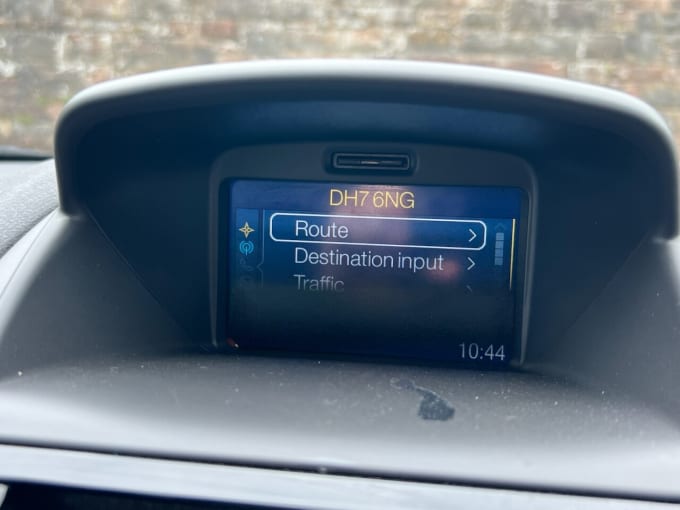 DH7 6NG
Route
Destination input
Traffic
10:44